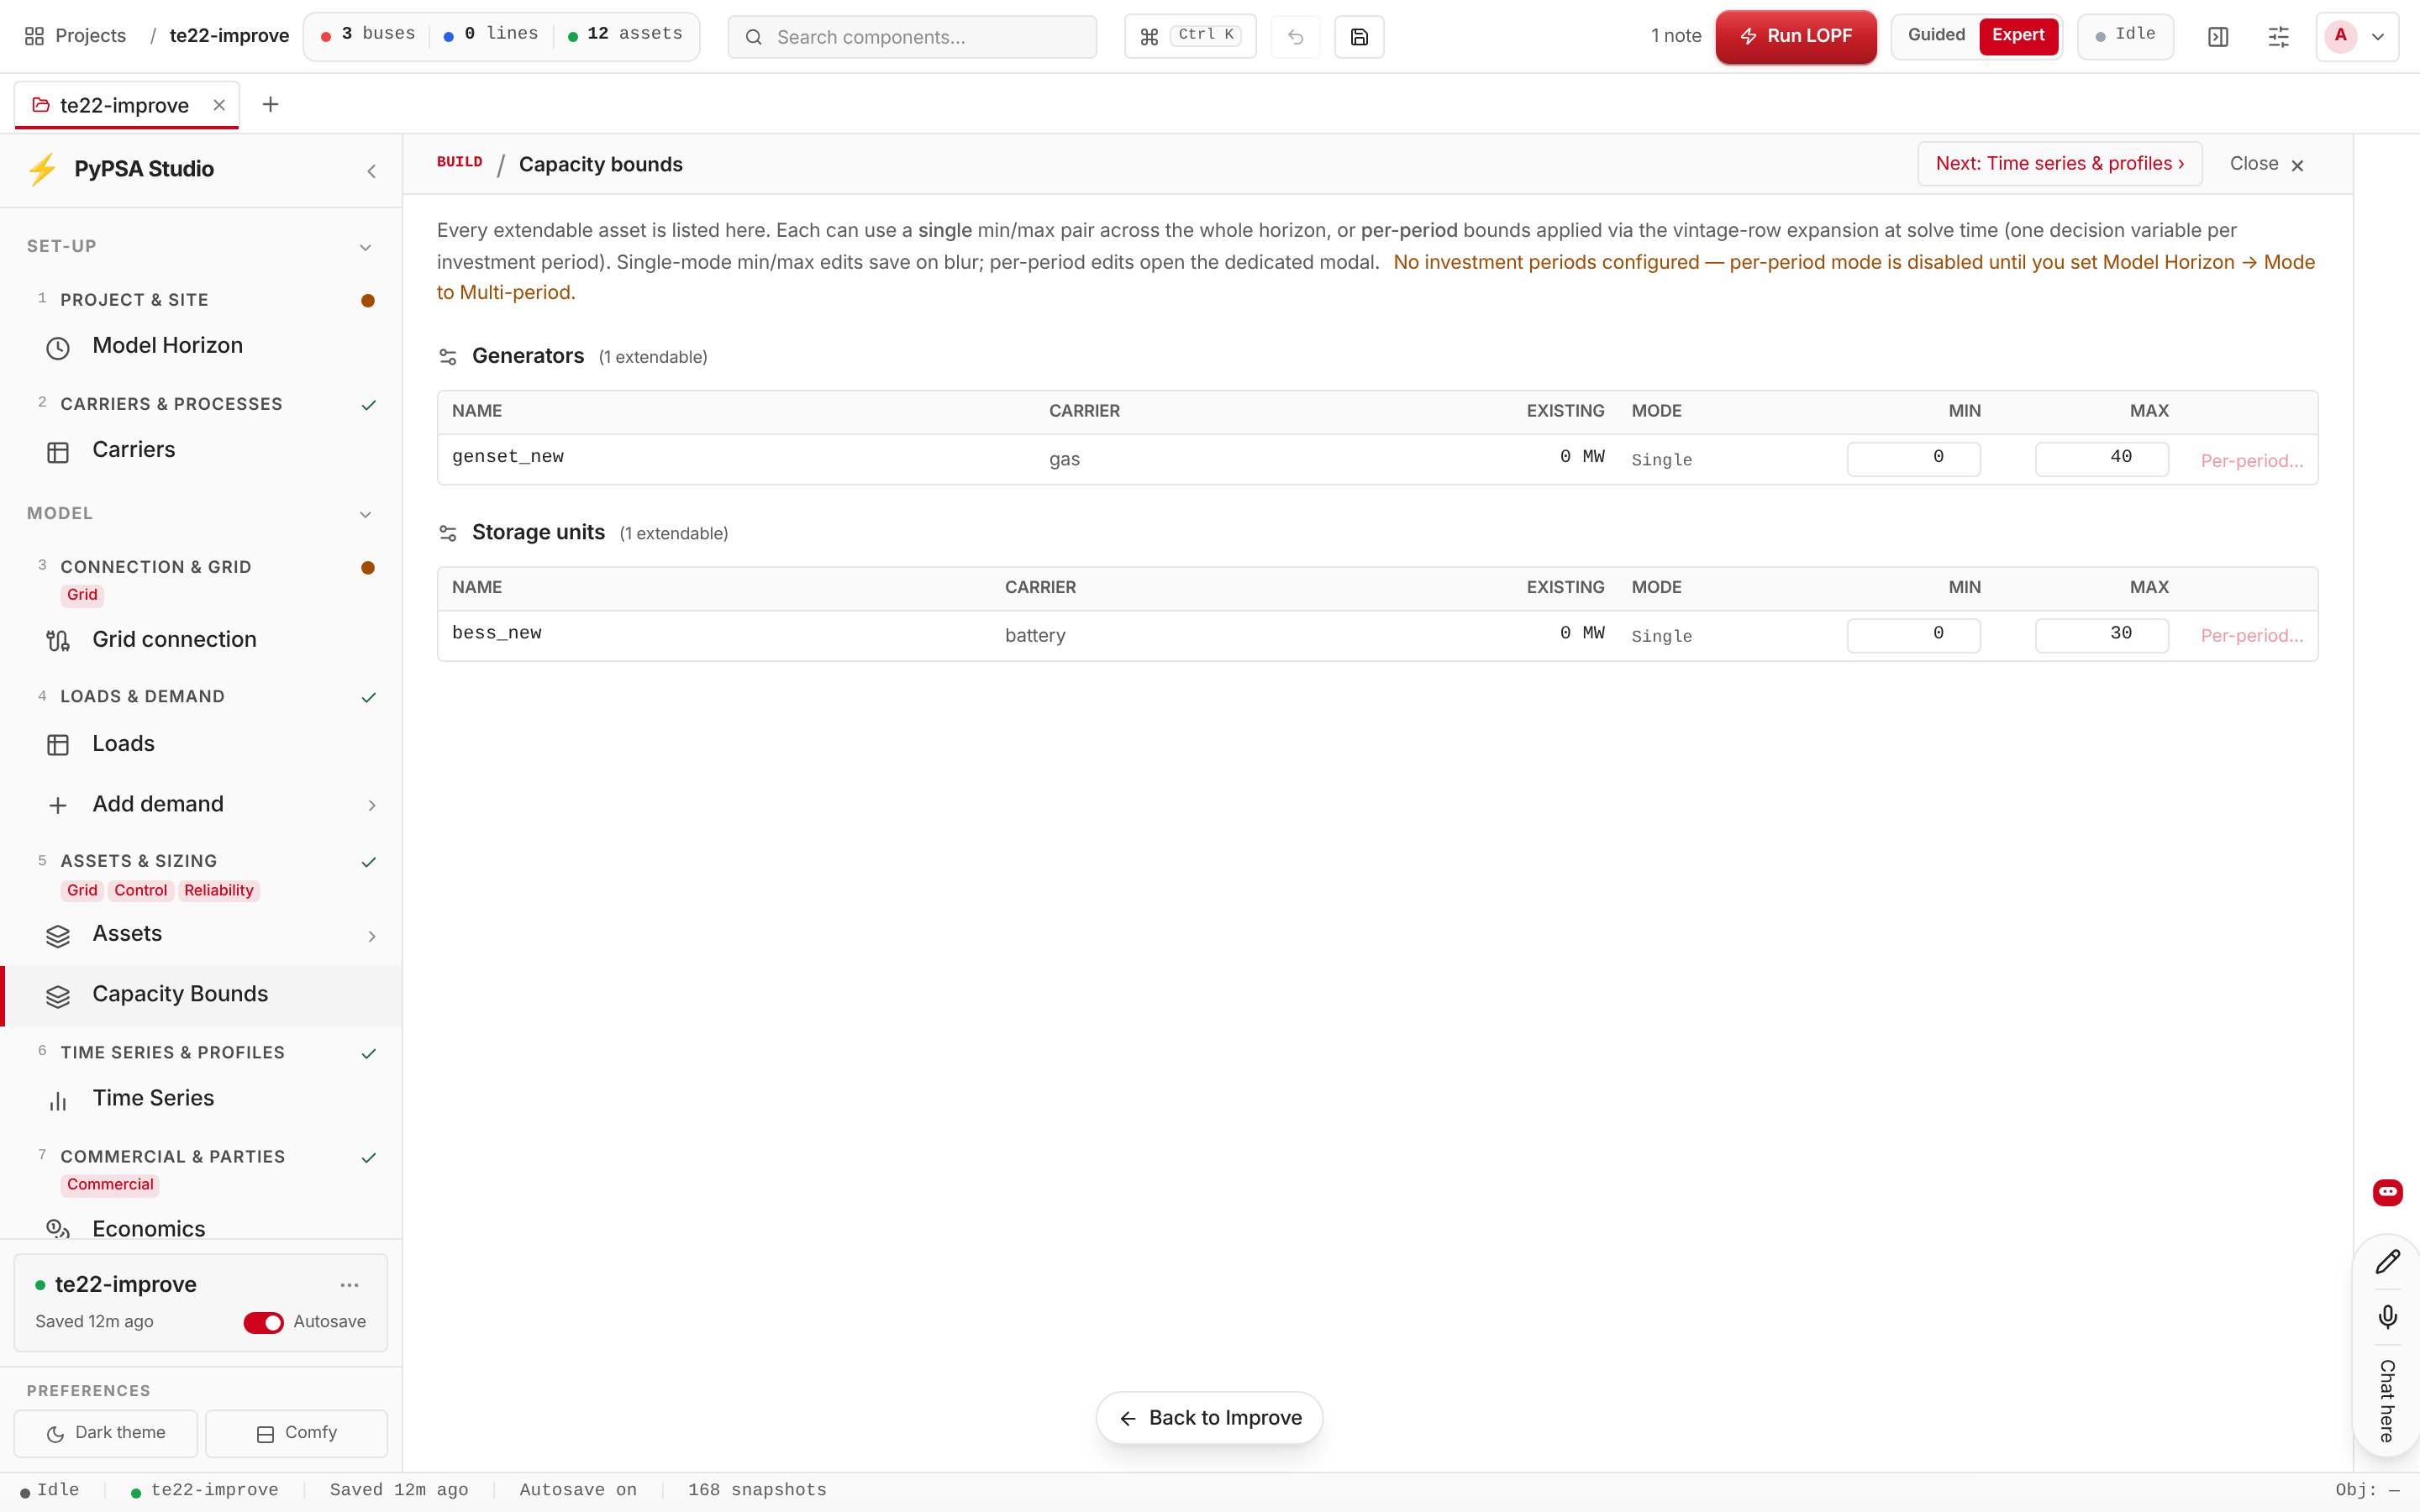 Projects / te22-improve 3 buses 0 lines 12 assets Search components... Ctrl K 1 note Run LOPF Guided Expert Idle A
te22-improve
PyPSA Studio
SET-UP
1 PROJECT & SITE
Model Horizon
2 CARRIERS & PROCESSES
Carriers
MODEL
3 CONNECTION & GRID
Grid
Grid connection
4 LOADS & DEMAND
Loads
Add demand
5 ASSETS & SIZING
Grid Control Reliability
Assets
Capacity Bounds
6 TIME SERIES & PROFILES
Time Series
7 COMMERCIAL & PARTIES
Commercial
Economics
te22-improve
Saved 12m ago Autosave
PREFERENCES
Dark theme Comfy
BUILD / Capacity bounds Next: Time series & profiles › Close
Every extendable asset is listed here. Each can use a single min/max pair across the whole horizon, or per-period bounds applied via the vintage-row expansion at solve time (one decision variable per
investment period). Single-mode min/max edits save on blur; per-period edits open the dedicated modal. No investment periods configured — per-period mode is disabled until you set Model Horizon → Mode
to Multi-period.
Generators (1 extendable)
NAME CARRIER EXISTING MODE MIN MAX
genset_new gas 0 MW Single 0 40 Per-period...
Storage units (1 extendable)
NAME CARRIER EXISTING MODE MIN MAX
bess_new battery 0 MW Single 0 30 Per-period...
Back to Improve
Chat here
Idle te22-improve Saved 12m ago Autosave on 168 snapshots Obj: —